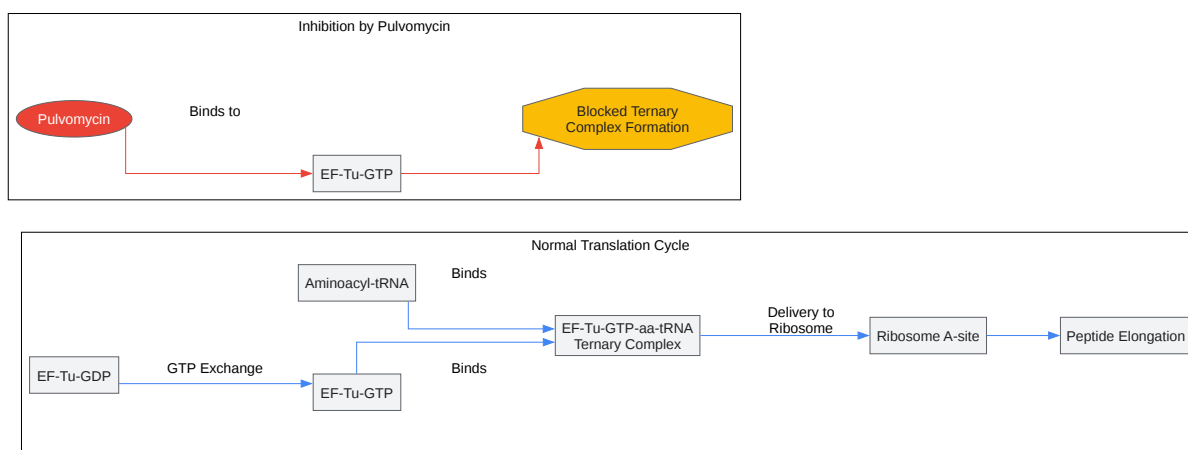 Inhibition by Pulvomycin
Pulvomycin
Binds to
Blocked Ternary
Complex Formation
EF-Tu-GTP
Normal Translation Cycle
Aminoacyl-tRNA
Binds
EF-Tu-GTP-aa-tRNA
Ternary Complex
Delivery to
Ribosome
Ribosome A-site
Peptide Elongation
EF-Tu-GDP
GTP Exchange
EF-Tu-GTP
Binds